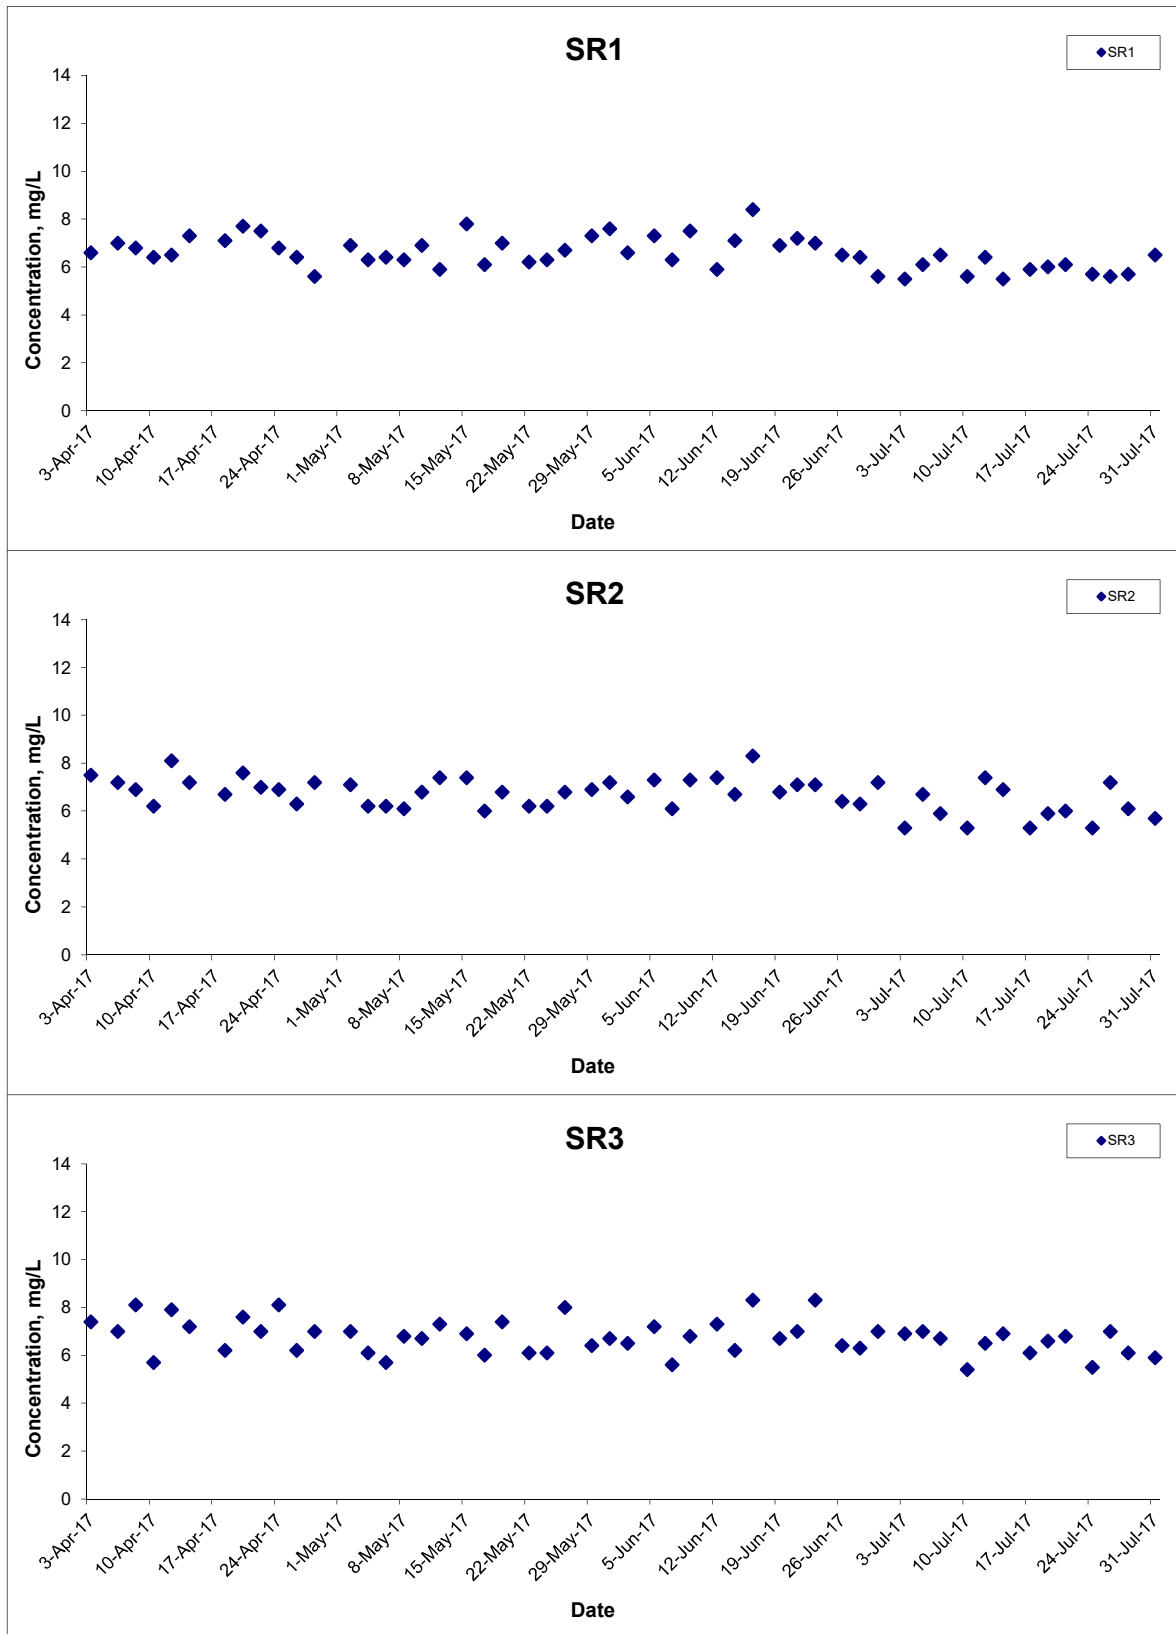 SR1
SR1
14
12
10
8
6
4
2
0
Concentration, mg/L
3-Apr-17
10-Apr-17
17-Apr-17
24-Apr-17
1-May-17
8-May-17
15-May-17
22-May-17
29-May-17
5-Jun-17
12-Jun-17
19-Jun-17
26-Jun-17
3-Jul-17
10-Jul-17
17-Jul-17
24-Jul-17
31-Jul-17
Date
SR2
SR2
14
12
10
8
6
4
2
0
Concentration, mg/L
3-Apr-17
10-Apr-17
17-Apr-17
24-Apr-17
1-May-17
8-May-17
15-May-17
22-May-17
29-May-17
5-Jun-17
12-Jun-17
19-Jun-17
26-Jun-17
3-Jul-17
10-Jul-17
17-Jul-17
24-Jul-17
31-Jul-17
Date
SR3
SR3
14
12
10
8
6
4
2
0
Concentration, mg/L
3-Apr-17
10-Apr-17
17-Apr-17
24-Apr-17
1-May-17
8-May-17
15-May-17
22-May-17
29-May-17
5-Jun-17
12-Jun-17
19-Jun-17
26-Jun-17
3-Jul-17
10-Jul-17
17-Jul-17
24-Jul-17
31-Jul-17
Date